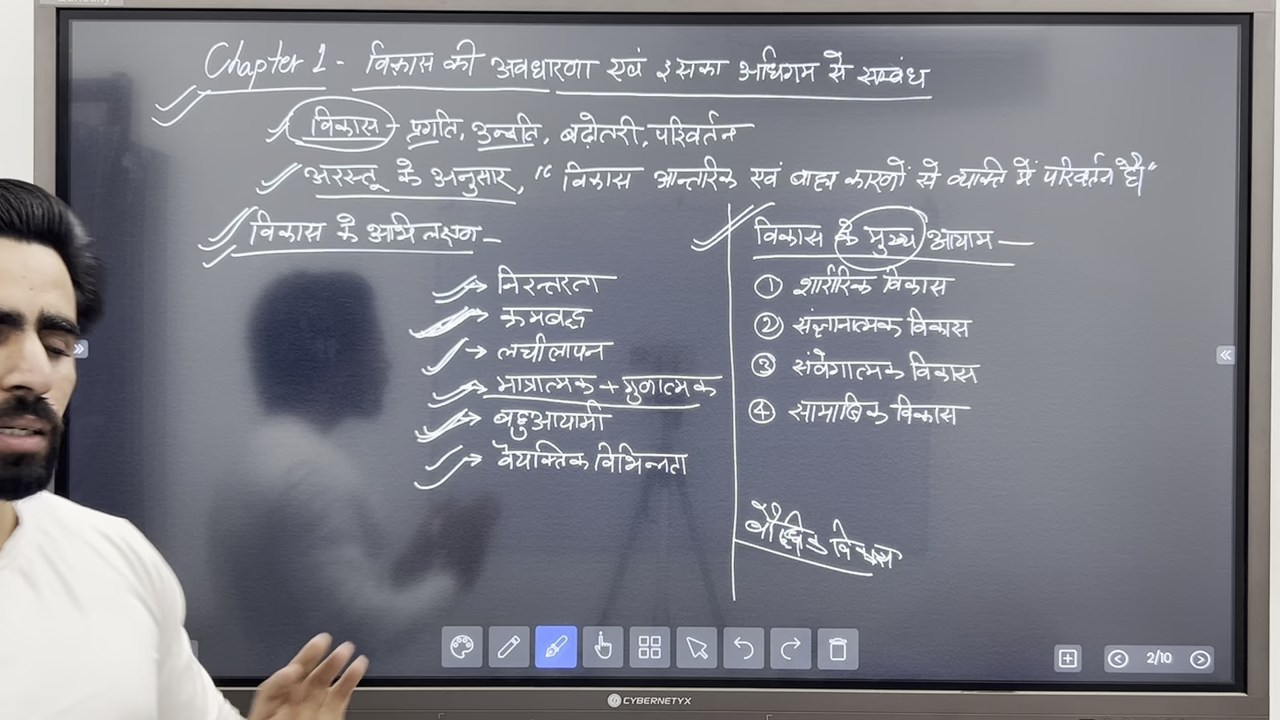 Chapter 1 - विकास की अवधारणा एवं इसका अधिगम से सम्बंध
विकास - प्रगति, उन्नति, बढ़ोतरी, परिवर्तन
अरस्तू के अनुसार, “ विकास आन्तरिक एवं बाह्य कारणों से व्यक्ति में परिवर्तन है”
विकास के अभिलक्षण -
→ निरन्तरता
→ क्रमबद्ध
→ लचीलापन
→ मात्रात्मक + गुणात्मक
→ बहुआयामी
→ वैयक्तिक विभिन्नता
विकास के मुख्य आयाम —
① शारीरिक विकास
② संज्ञानात्मक विकास
③ संवेगात्मक विकास
④ सामाजिक विकास
बौद्धिक विकास
2/10
CYBERNETYX